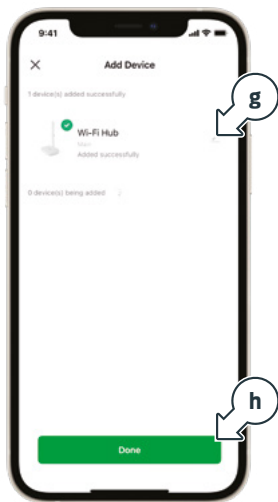 9:41
Add Device
1 device(s) added successfully
g
Wi-Fi Hub
Added successfully
0 device(s) being added
h
Done